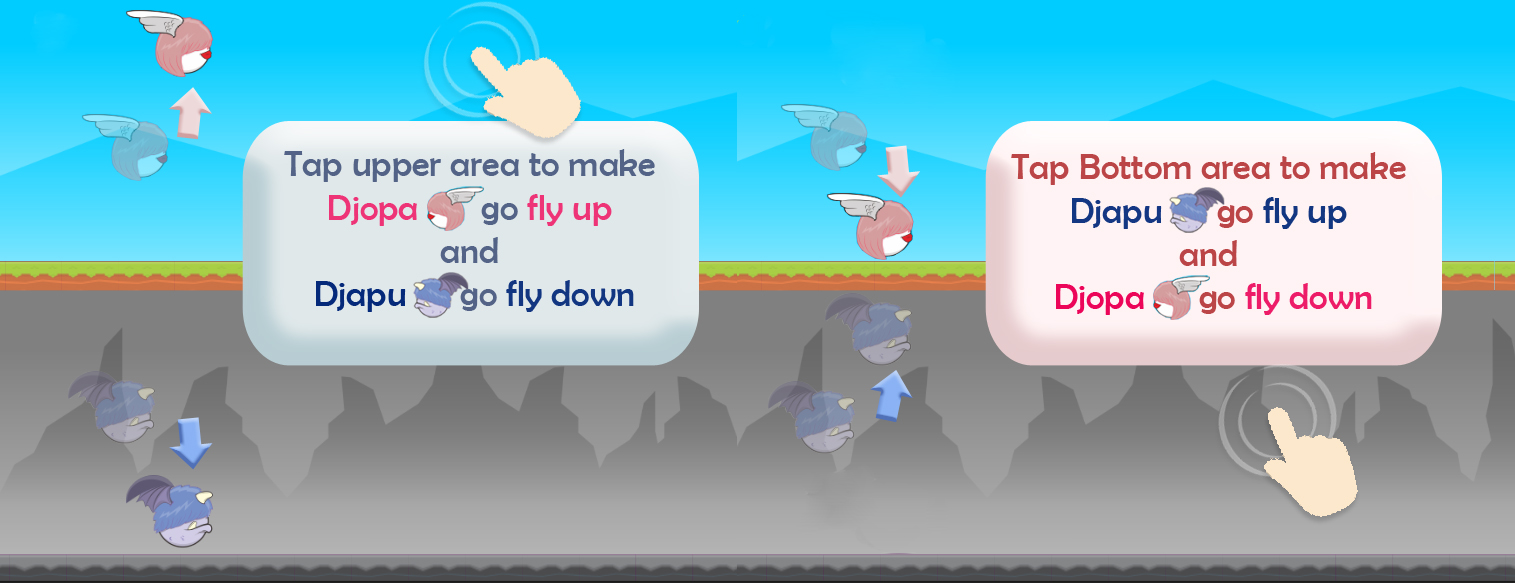 Tap upper area to make
Djopa go fly up
and
Djapu go fly down
Tap Bottom area to make
Djapu go fly up
and
Djopa go fly down